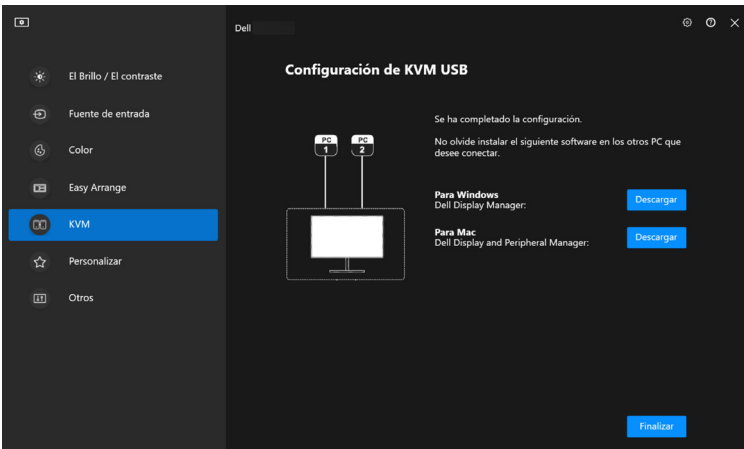 Dell
El Brillo / El contraste
Fuente de entrada
Color
Easy Arrange
KVM
Personalizar
Otros
Configuración de KVM USB
PC
1
PC
2
Se ha completado la configuración.
No olvide instalar el siguiente software en los otros PC que
desee conectar.
Para Windows
Dell Display Manager:
Descargar
Para Mac
Dell Display and Peripheral Manager:
Descargar
Finalizar